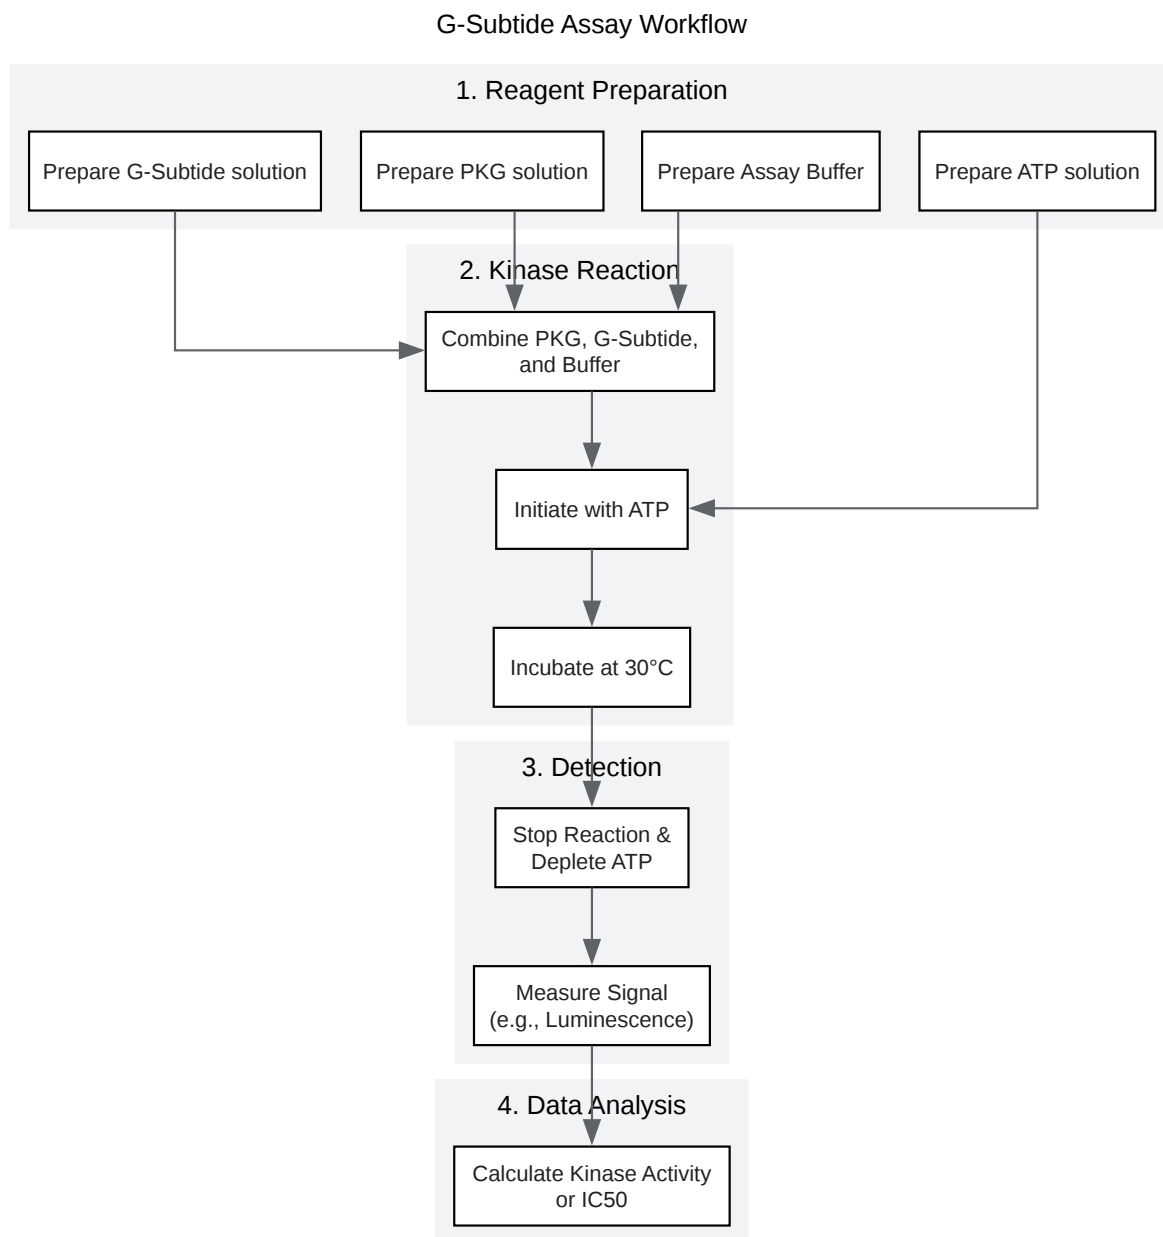 G-Subtide Assay Workflow
1. Reagent Preparation
Prepare G-Subtide solution
Prepare PKG solution
Prepare Assay Buffer
Prepare ATP solution
2. Kinase Reaction
Combine PKG, G-Subtide,
and Buffer
Initiate with ATP
Incubate at 30°C
3. Detection
Stop Reaction &
Deplete ATP
Measure Signal
(e.g., Luminescence)
4. Data Analysis
Calculate Kinase Activity
or IC50